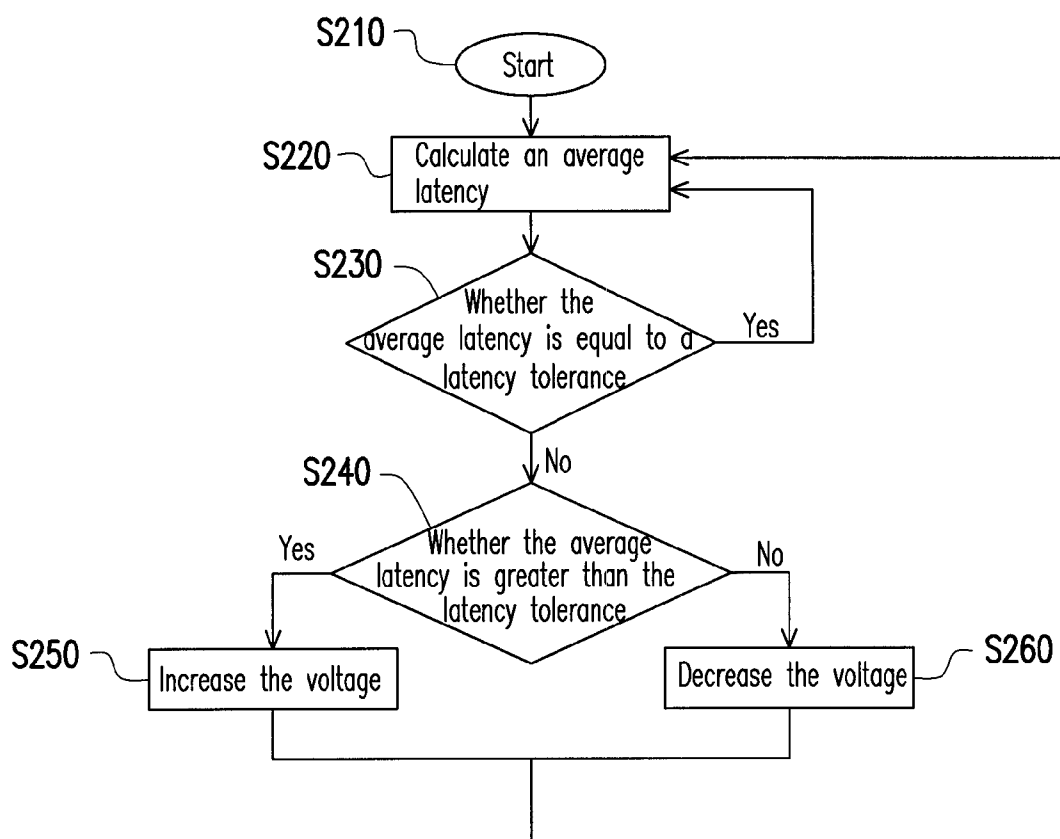 S210
Start
S220
Calculate an average
latency
S230
Whether the
average latency is equal to a
latency tolerance
Yes
No
S240
Whether the average
latency is greater than the
latency tolerance
Yes
No
S250
Increase the voltage
Decrease the voltage
S260